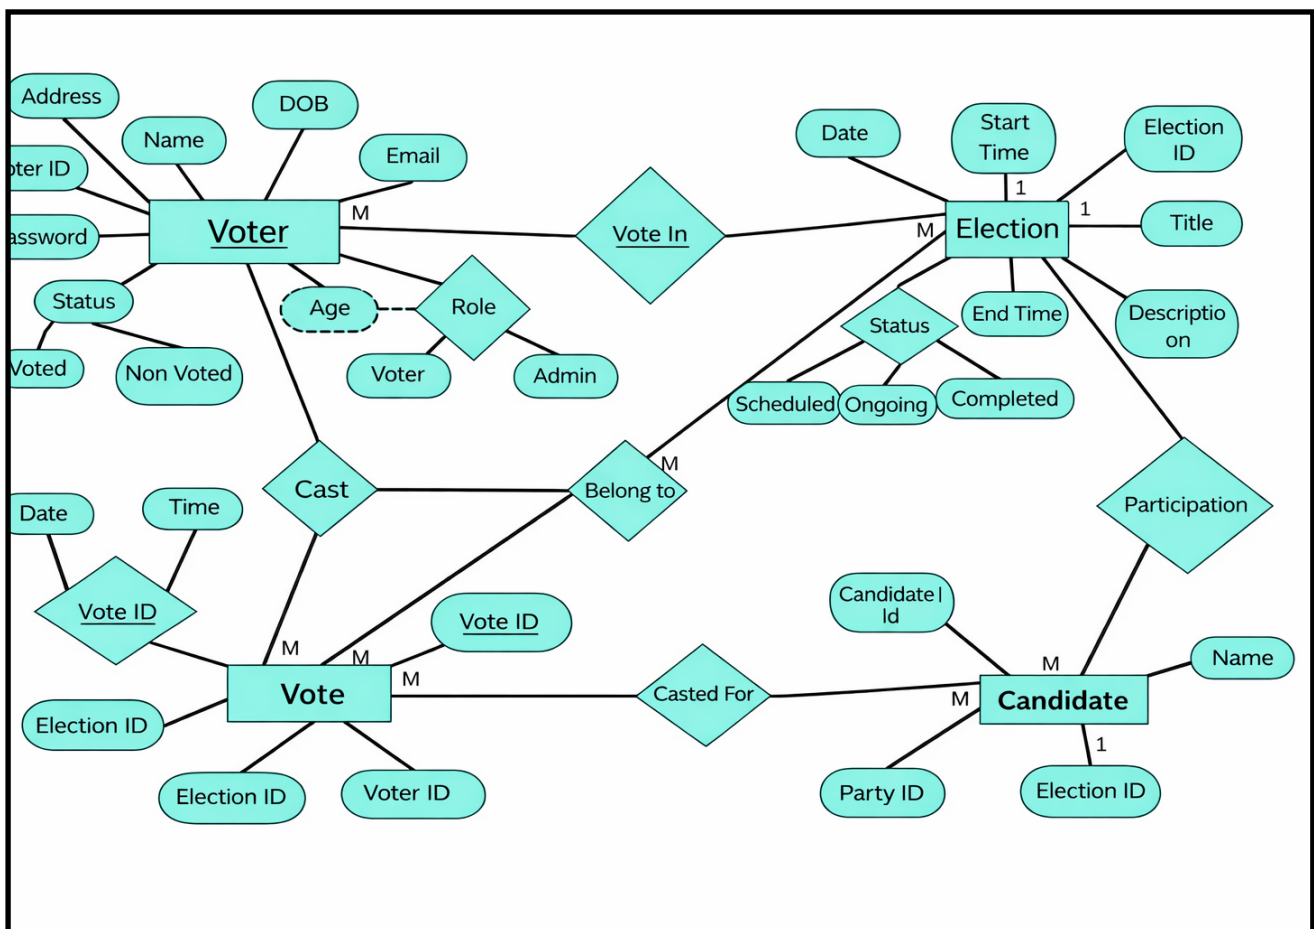 Address
DOB
Name
Email
oter ID
assword
Voter
M
Vote In
Date
Start
Time
Election
ID
1
1
M
Election
Title
Status
Age
Role
Voted
Non Voted
Voter
Admin
Status
End Time
Descriptio
on
Scheduled
Ongoing
Completed
Cast
M
Belong to
Participation
Date
Time
Vote ID
Vote ID
M
M
M
Vote
Casted For
Candidate
Id
M
M
Candidate
Name
Election ID
Election ID
Voter ID
1
Party ID
Election ID